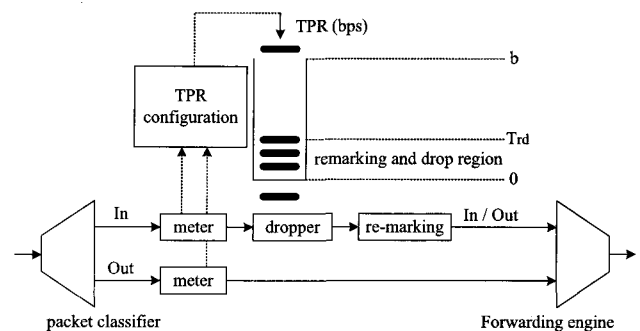 TPR (bps)
b
TPR
configuration
Trd
remarking and drop region
0
In
meter
dropper
re-marking
In / Out
Out
meter
packet classifier
Forwarding engine